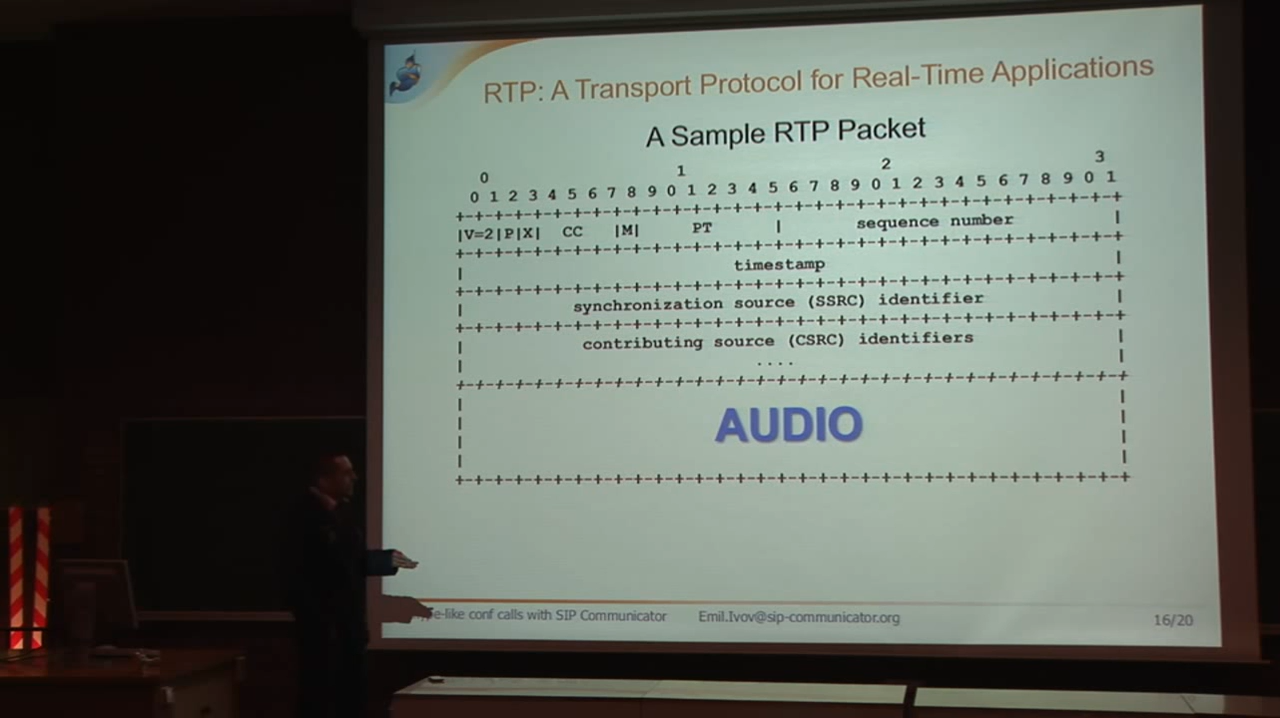 RTP: A Transport Protocol for Real-Time Applications
A Sample RTP Packet
0 1 2 3
0 1 2 3 4 5 6 7 8 9 0 1 2 3 4 5 6 7 8 9 0 1 2 3 4 5 6 7 8 9 0 1
+-+-+-+-+-+-+-+-+-+-+-+-+-+-+-+-+-+-+-+-+-+-+-+-+-+-+-+-+-+-+-+-+
|V=2|P|X| CC |M| PT | sequence number |
+-+-+-+-+-+-+-+-+-+-+-+-+-+-+-+-+-+-+-+-+-+-+-+-+-+-+-+-+-+-+-+-+
| timestamp |
+-+-+-+-+-+-+-+-+-+-+-+-+-+-+-+-+-+-+-+-+-+-+-+-+-+-+-+-+-+-+-+-+
| synchronization source (SSRC) identifier |
+-+-+-+-+-+-+-+-+-+-+-+-+-+-+-+-+-+-+-+-+-+-+-+-+-+-+-+-+-+-+-+-+
| contributing source (CSRC) identifiers |
| .... |
+-+-+-+-+-+-+-+-+-+-+-+-+-+-+-+-+-+-+-+-+-+-+-+-+-+-+-+-+-+-+-+-+
| AUDIO |
+-+-+-+-+-+-+-+-+-+-+-+-+-+-+-+-+-+-+-+-+-+-+-+-+-+-+-+-+-+-+-+-+
e-like conf calls with SIP Communicator Emil.Ivov@sip-communicator.org 16/20